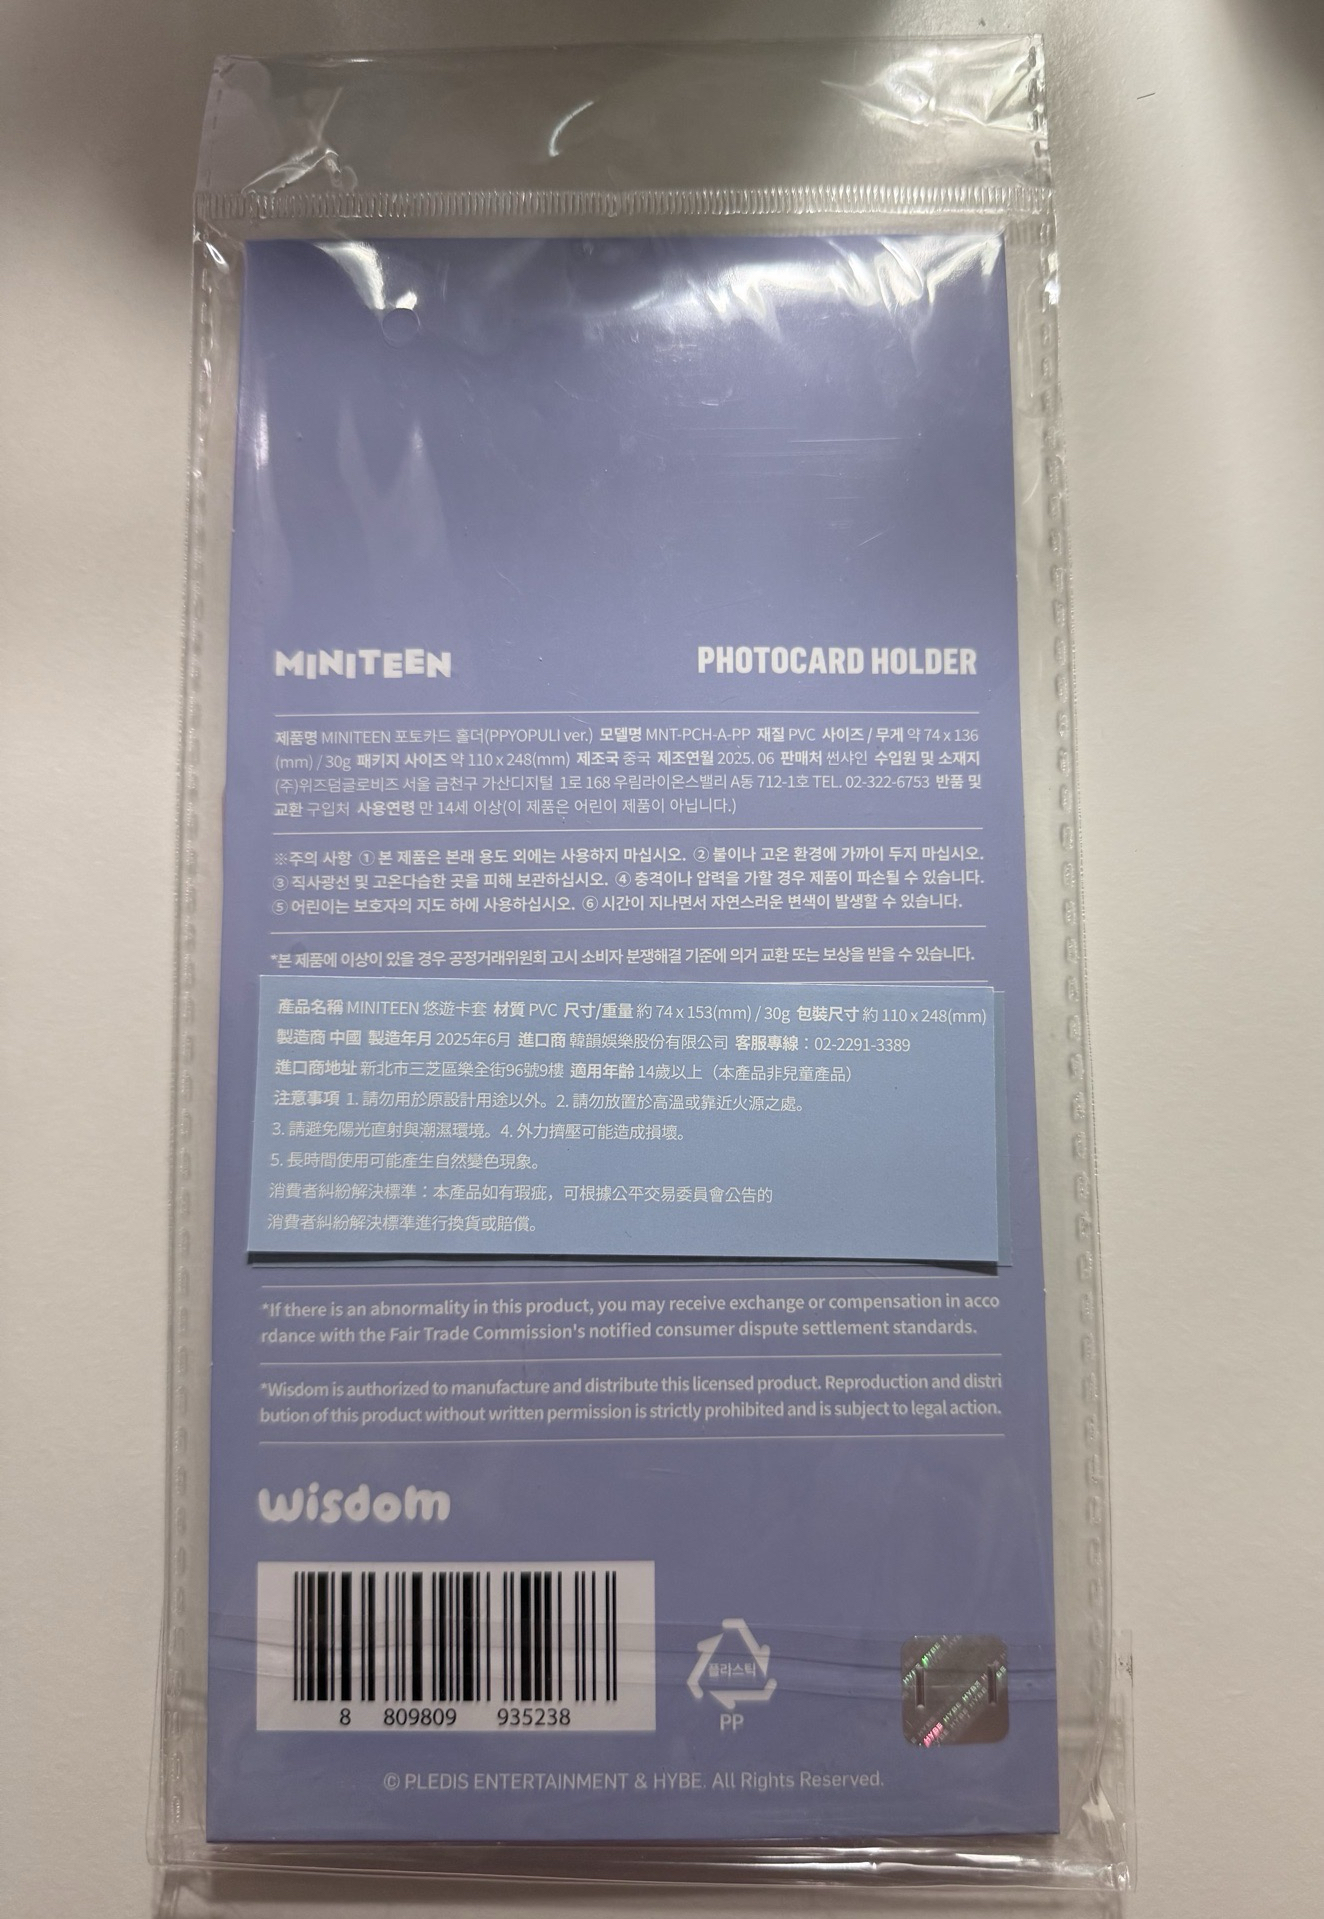 MINITEEN
PHOTOCARD HOLDER
제품명 MINITEEN 포토카드 홀더(PPYOPULI ver.) 모델명 MNT-PCH-A-PP 재질 PVC 사이즈 / 무게 약 74 x 136
(mm) / 30g 패키지 사이즈 약 110 x 248(mm) 제조국 중국 제조연월 2025. 06 판매처 썬샤인 수입원 및 소재지
(주)위즈덤글로비즈 서울 금천구 가산디지털 1로 168 우림라이온스밸리 A동 712-1호 TEL. 02-322-6753 반품 및
교환 구입처 사용연령 만 14세 이상(이 제품은 어린이 제품이 아닙니다.)
※주의 사항 ① 본 제품은 본래 용도 외에는 사용하지 마십시오. ② 불이나 고온 환경에 가까이 두지 마십시오.
③ 직사광선 및 고온다습한 곳을 피해 보관하십시오. ④ 충격이나 압력을 가할 경우 제품이 파손될 수 있습니다.
⑤ 어린이는 보호자의 지도 하에 사용하십시오. ⑥ 시간이 지나면서 자연스러운 변색이 발생할 수 있습니다.
*본 제품에 이상이 있을 경우 공정거래위원회 고시 소비자 분쟁해결 기준에 의거 교환 또는 보상을 받을 수 있습니다.
產品名稱 MINITEEN 悠遊卡套 材質 PVC 尺寸/重量 約 74 x 153(mm) / 30g 包裝尺寸 約 110 x 248(mm)
製造商 中國 製造年月 2025年6月 進口商 韓韻娛樂股份有限公司 客服專線：02-2291-3389
進口商地址 新北市三芝區樂全街96號9樓 適用年齡 14歲以上（本產品非兒童產品）
注意事項 1. 請勿用於原設計用途以外。2. 請勿放置於高溫或靠近火源之處。
3. 請避免陽光直射與潮濕環境。4. 外力擠壓可能造成損壞。
5. 長時間使用可能產生自然變色現象。
消費者糾紛解決標準：本產品如有瑕疵，可根據公平交易委員會公告的
消費者糾紛解決標準進行換貨或賠償。
*If there is an abnormality in this product, you may receive exchange or compensation in acco
rdance with the Fair Trade Commission's notified consumer dispute settlement standards.
*Wisdom is authorized to manufacture and distribute this licensed product. Reproduction and distri
bution of this product without written permission is strictly prohibited and is subject to legal action.
wisdom
8 809809 935238
플라스틱
PP
HYBE HYBE HYBE HYBE
© PLEDIS ENTERTAINMENT & HYBE. All Rights Reserved.